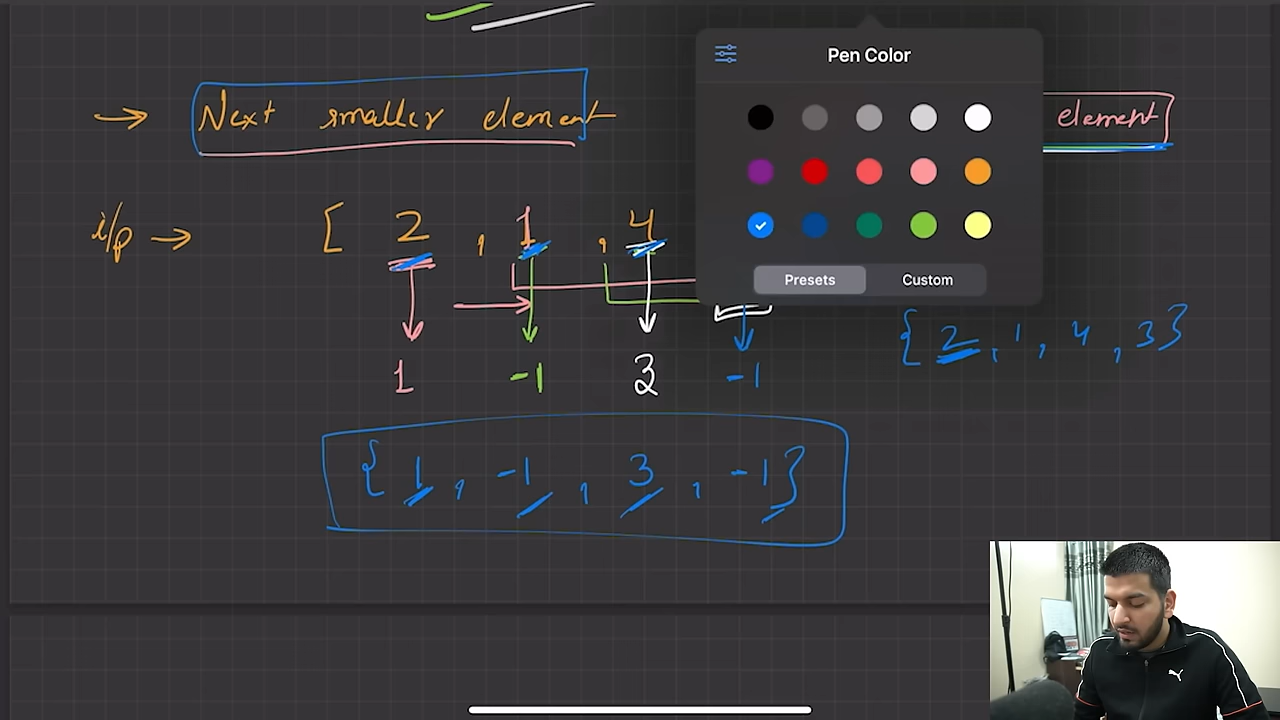 Pen Color
→ Next smaller element
element
i/p → [ 2 , 1 , 4
Presets Custom
{ 2 , 1 , 4 , 3 }
1 -1 3 -1
{ 1 , -1 , 3 , -1 }